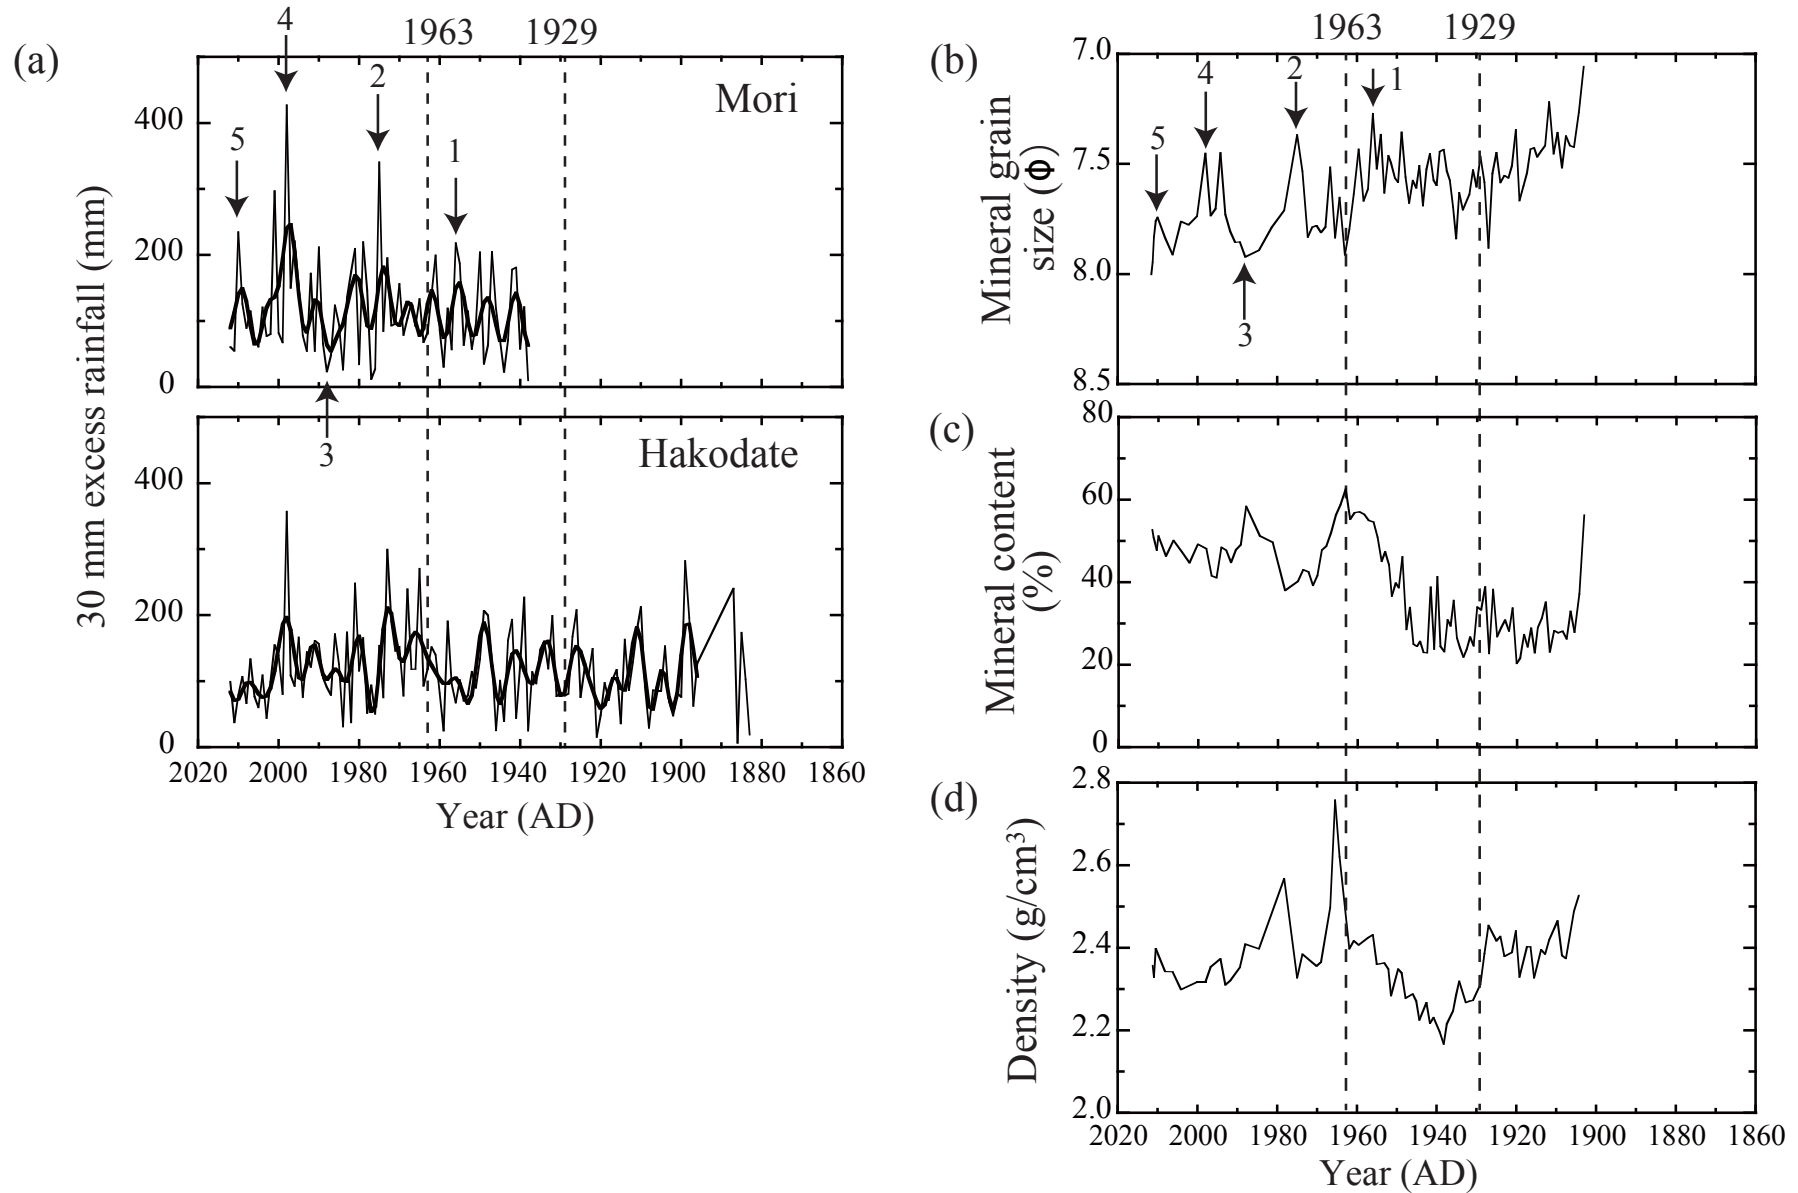 (a)
4
1963
1929
5
2
1
3
Mori
400
200
0
Hakodate
400
200
0
30 mm excess rainfall (mm)
2020 2000 1980 1960 1940 1920 1900 1880 1860
Year (AD)
(b)
1963
1929
7.0
7.5
8.0
8.5
5
4
2
1
3
Mineral grain
size (Φ)
(c)
80
60
40
20
0
Mineral content
(%)
(d)
2.8
2.6
2.4
2.2
2.0
Density (g/cm³)
2020 2000 1980 1960 1940 1920 1900 1880 1860
Year (AD)